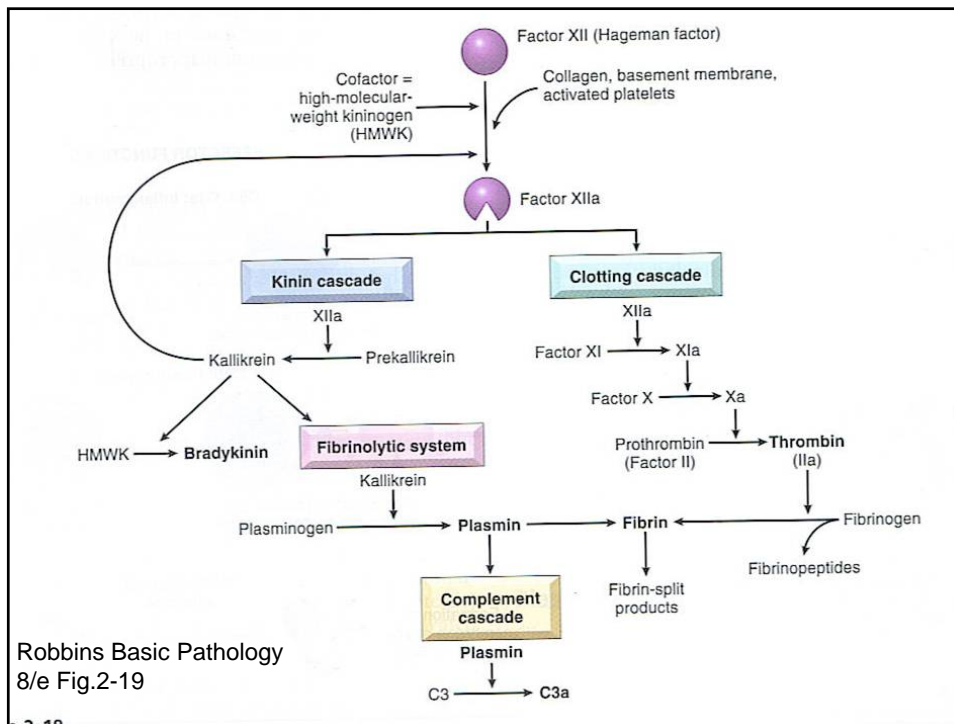 Factor XII (Hageman factor)
Cofactor =
high-molecular-
weight kininogen
(HMWK)
Collagen, basement membrane,
activated platelets
Factor XIIa
Kinin cascade
Clotting cascade
XIIa
XIIa
Kallikrein
Prekallikrein
Factor XI
XIa
Factor X
Xa
HMWK
Bradykinin
Fibrinolytic system
Prothrombin
(Factor II)
Thrombin
(IIa)
Kallikrein
Plasminogen
Plasmin
Fibrin
Fibrinogen
Fibrinopeptides
Fibrin-split
products
Complement
cascade
Plasmin
C3
C3a
Robbins Basic Pathology
8/e Fig.2-19